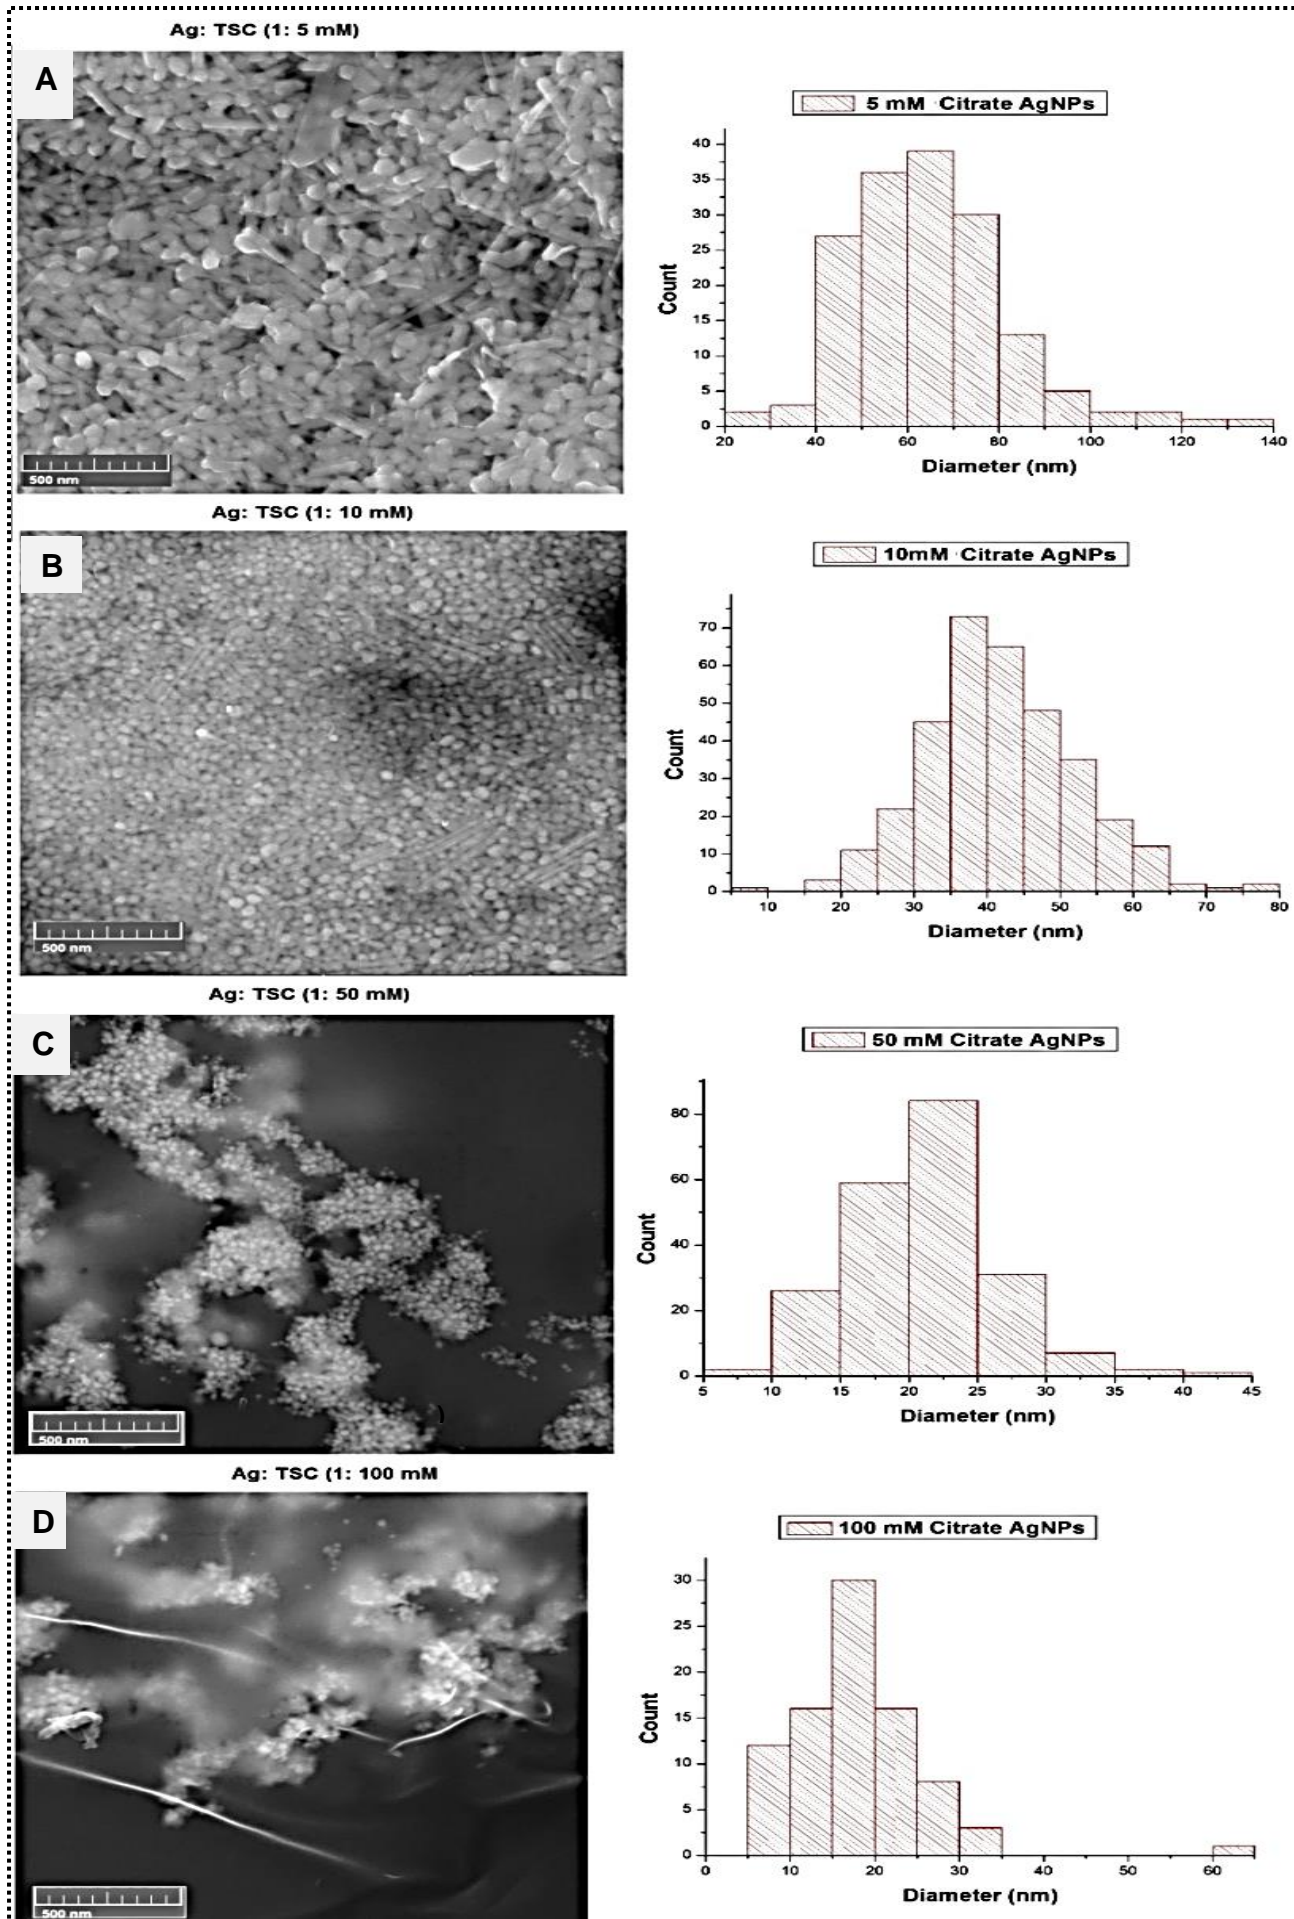 Ag: TSC (1: 5 mM)
A
500 nm
5 mM Citrate AgNPs
40
35
30
25
20
15
10
5
0
Count
20 40 60 80 100 120 140
Diameter (nm)
Ag: TSC (1: 10 mM)
B
500 nm
10mM Citrate AgNPs
70
60
50
40
30
20
10
0
Count
10 20 30 40 50 60 70 80
Diameter (nm)
Ag: TSC (1: 50 mM)
C
500 nm
50 mM Citrate AgNPs
80
60
40
20
0
Count
5 10 15 20 25 30 35 40 45
Diameter (nm)
Ag: TSC (1: 100 mM
D
500 nm
100 mM Citrate AgNPs
30
25
20
15
10
5
0
Count
0 10 20 30 40 50 60
Diameter (nm)